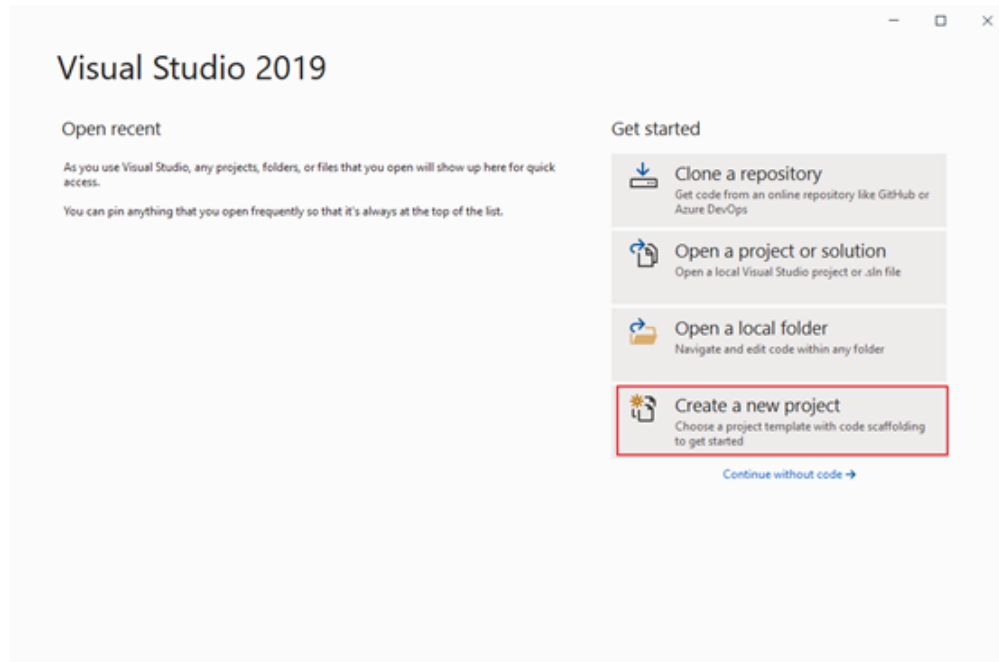 Visual Studio 2019
Open recent
As you use Visual Studio, any projects, folders, or files that you open will show up here for quick
access.
You can pin anything that you open frequently so that it's always at the top of the list.
Get started
Clone a repository
Get code from an online repository like GitHub or
Azure DevOps
Open a project or solution
Open a local Visual Studio project or .sln file
Open a local folder
Navigate and edit code within any folder
Create a new project
Choose a project template with code scaffolding
to get started
Continue without code →